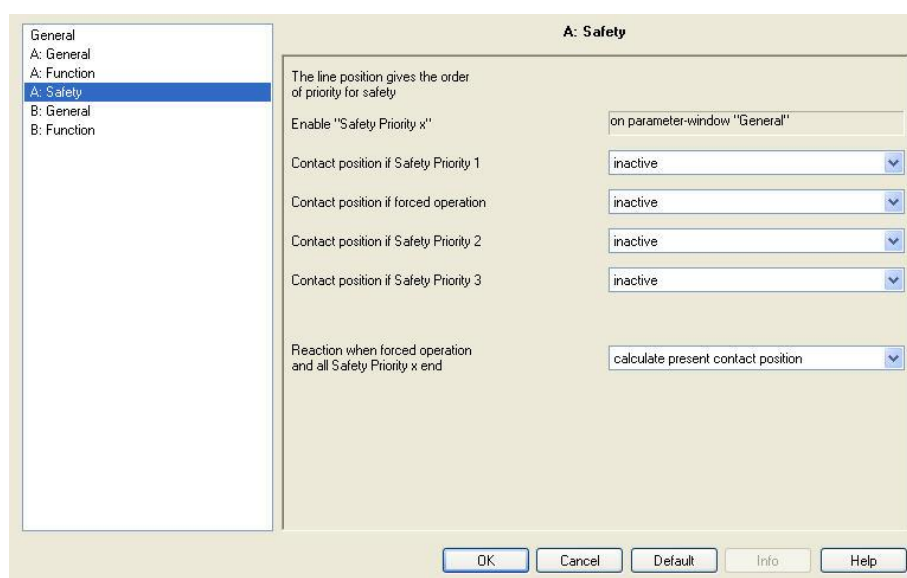 General
A: General
A: Function
A: Safety
B: General
B: Function
A: Safety
The line position gives the order
of priority for safety
Enable "Safety Priority x"
on parameter-window "General"
Contact position if Safety Priority 1
inactive
Contact position if forced operation
inactive
Contact position if Safety Priority 2
inactive
Contact position if Safety Priority 3
inactive
Reaction when forced operation
and all Safety Priority x end
calculate present contact position
OK
Cancel
Default
Info
Help